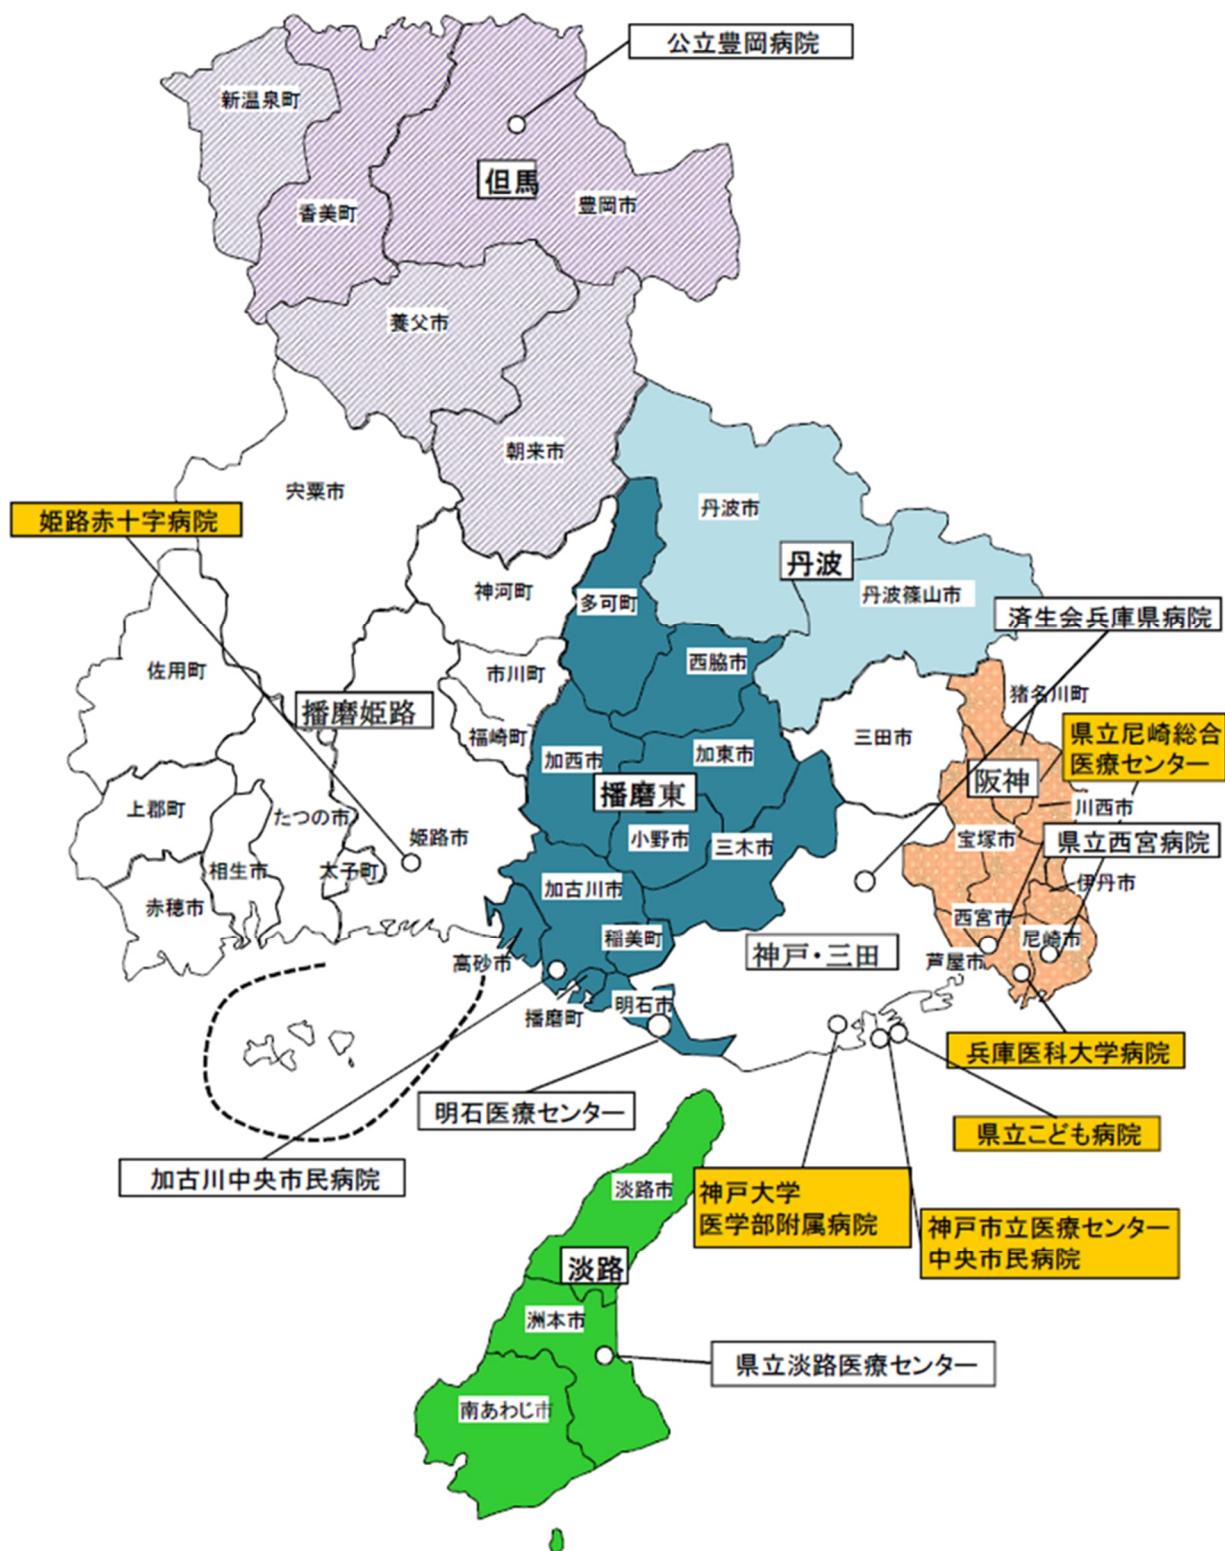 公立豊岡病院
新温泉町
但馬
香美町
豊岡市
養父市
朝来市
宍粟市
姫路赤十字病院
丹波市
丹波
神河町
多可町
丹波篠山市
済生会兵庫県病院
佐用町
市川町
西脇市
猪名川町
播磨姫路
福崎町
加西市
加東市
三田市
県立尼崎総合
医療センター
阪神
播磨東
上郡町
たつの市
川西市
姫路市
小野市
三木市
宝塚市
県立西宮病院
相生市
太子町
加古川市
伊丹市
赤穂市
西宮市
稲美町
尼崎市
神戸・三田
高砂市
芦屋市
播磨町
明石市
兵庫医科大学病院
明石医療センター
県立こども病院
加古川中央市民病院
淡路市
神戸大学
医学部附属病院
神戸市立医療センター
中央市民病院
淡路
洲本市
県立淡路医療センター
南あわじ市